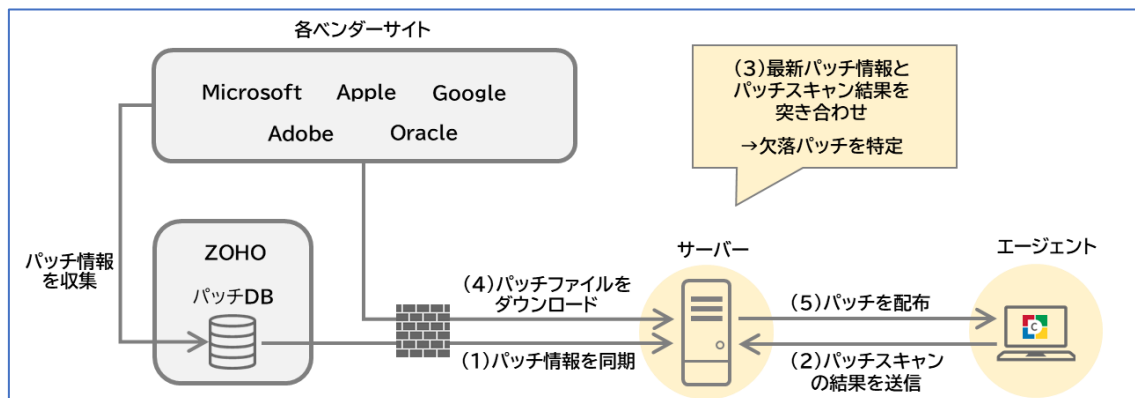 各ベンダーサイト
Microsoft Apple Google
Adobe Oracle
(3)最新パッチ情報と
パッチスキャン結果を
突き合わせ
→欠落パッチを特定
パッチ情報
を収集
ZOHO
パッチDB
(4)パッチファイルを
ダウンロード
(1)パッチ情報を同期
サーバー
(5)パッチを配布
(2)パッチスキャン
の結果を送信
エージェント
C